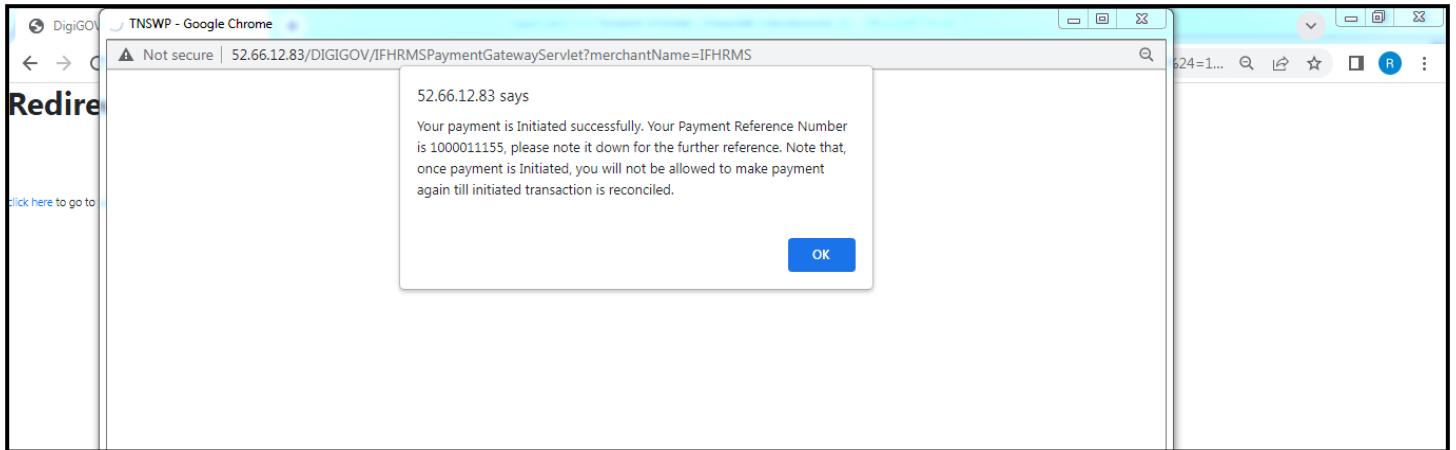 DigiGOV
TNSWP - Google Chrome
Not secure | 52.66.12.83/DIGIGOV/IFHRMSPaymentGatewayServlet?merchantName=IFHRMS
%24=1...
R
Redire
52.66.12.83 says
Your payment is Initiated successfully. Your Payment Reference Number
is 1000011155, please note it down for the further reference. Note that,
once payment is Initiated, you will not be allowed to make payment
again till initiated transaction is reconciled.
click here to go to
OK